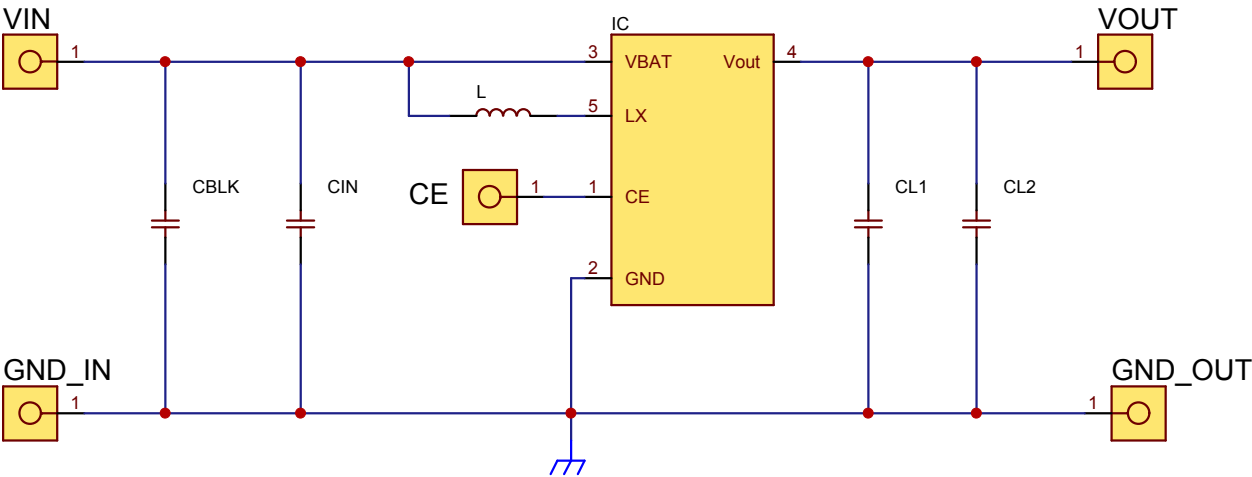 VIN
IC
VOUT
1
3
VBAT
Vout
4
1
L
5
LX
CBLK
CIN
CE
1
1
CE
CL1
CL2
2
GND
GND_IN
1
GND_OUT
1